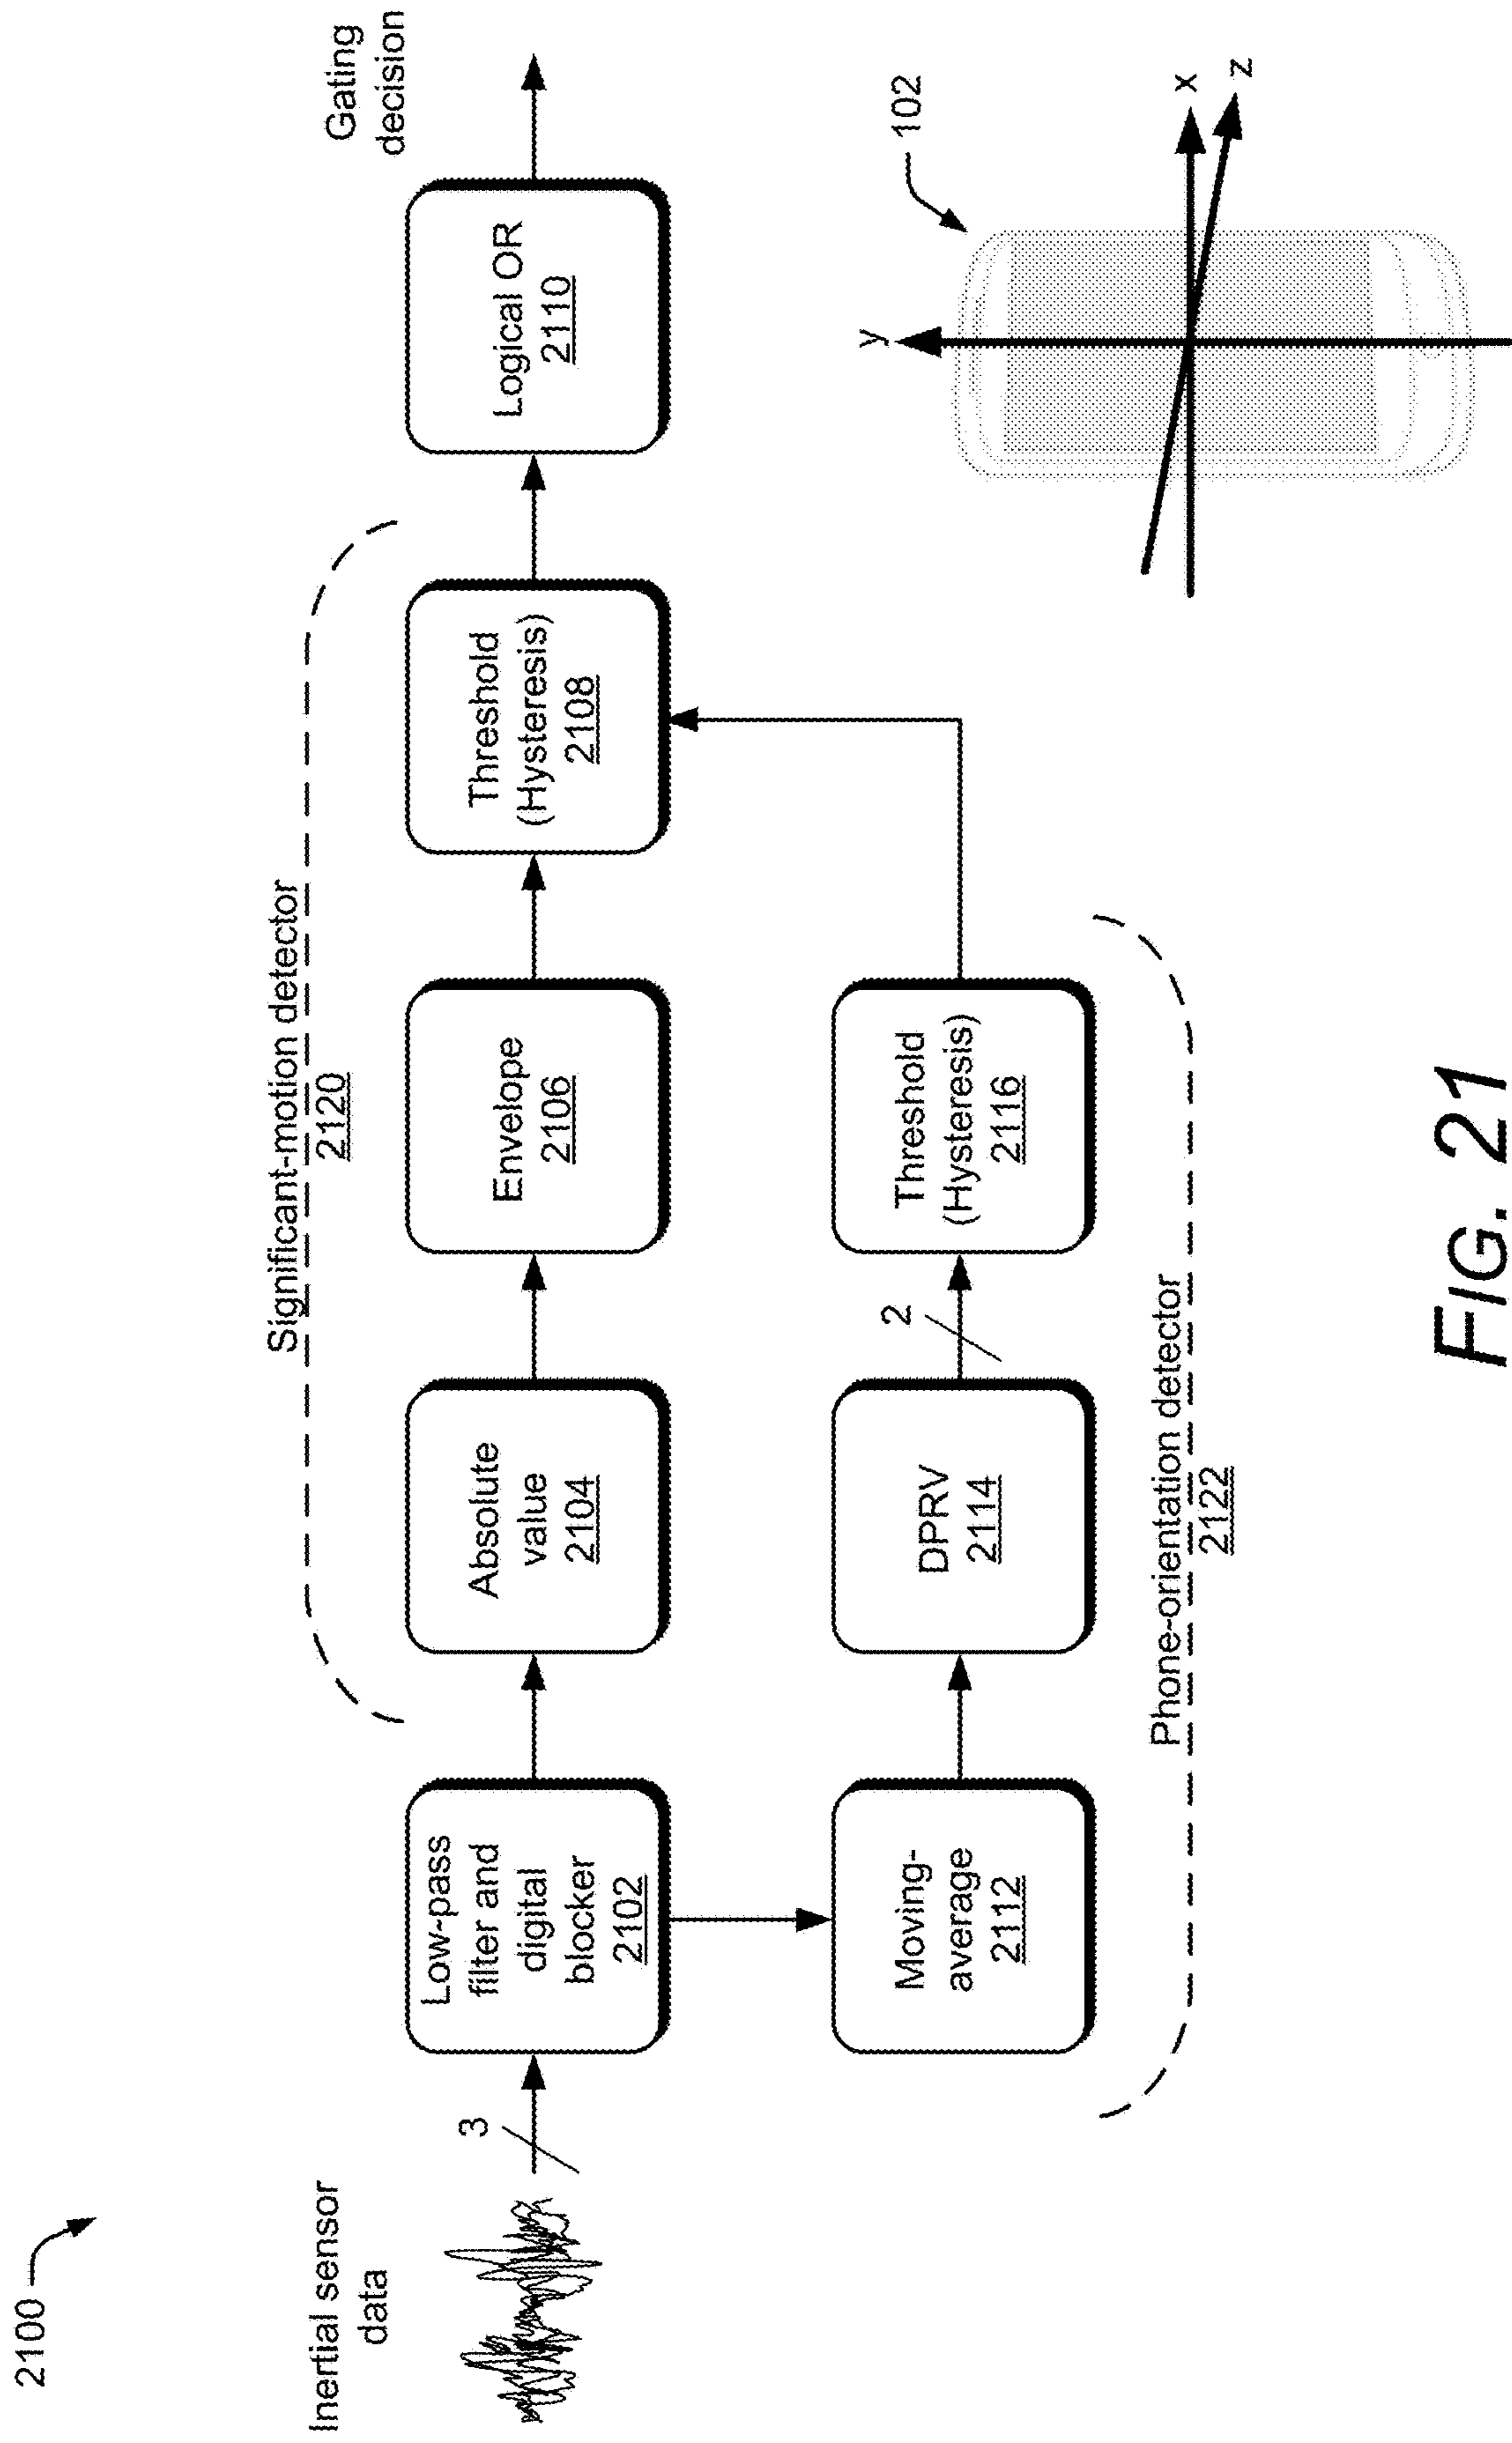 2100
Inertial sensor
data
3
Low-pass
filter and
digital
blocker
2102
Significant-motion detector
2120
Absolute
value
2104
Envelope
2106
Threshold
(Hysteresis)
2108
Logical OR
2110
Gating
decision
Moving-
average
2112
DPRV
2114
2
Threshold
(Hysteresis)
2116
Phone-orientation detector
2122
102
y
x
z
FIG. 21